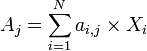 A_j = \sum_{i=1}^{N} a_{i,j} \times X_i